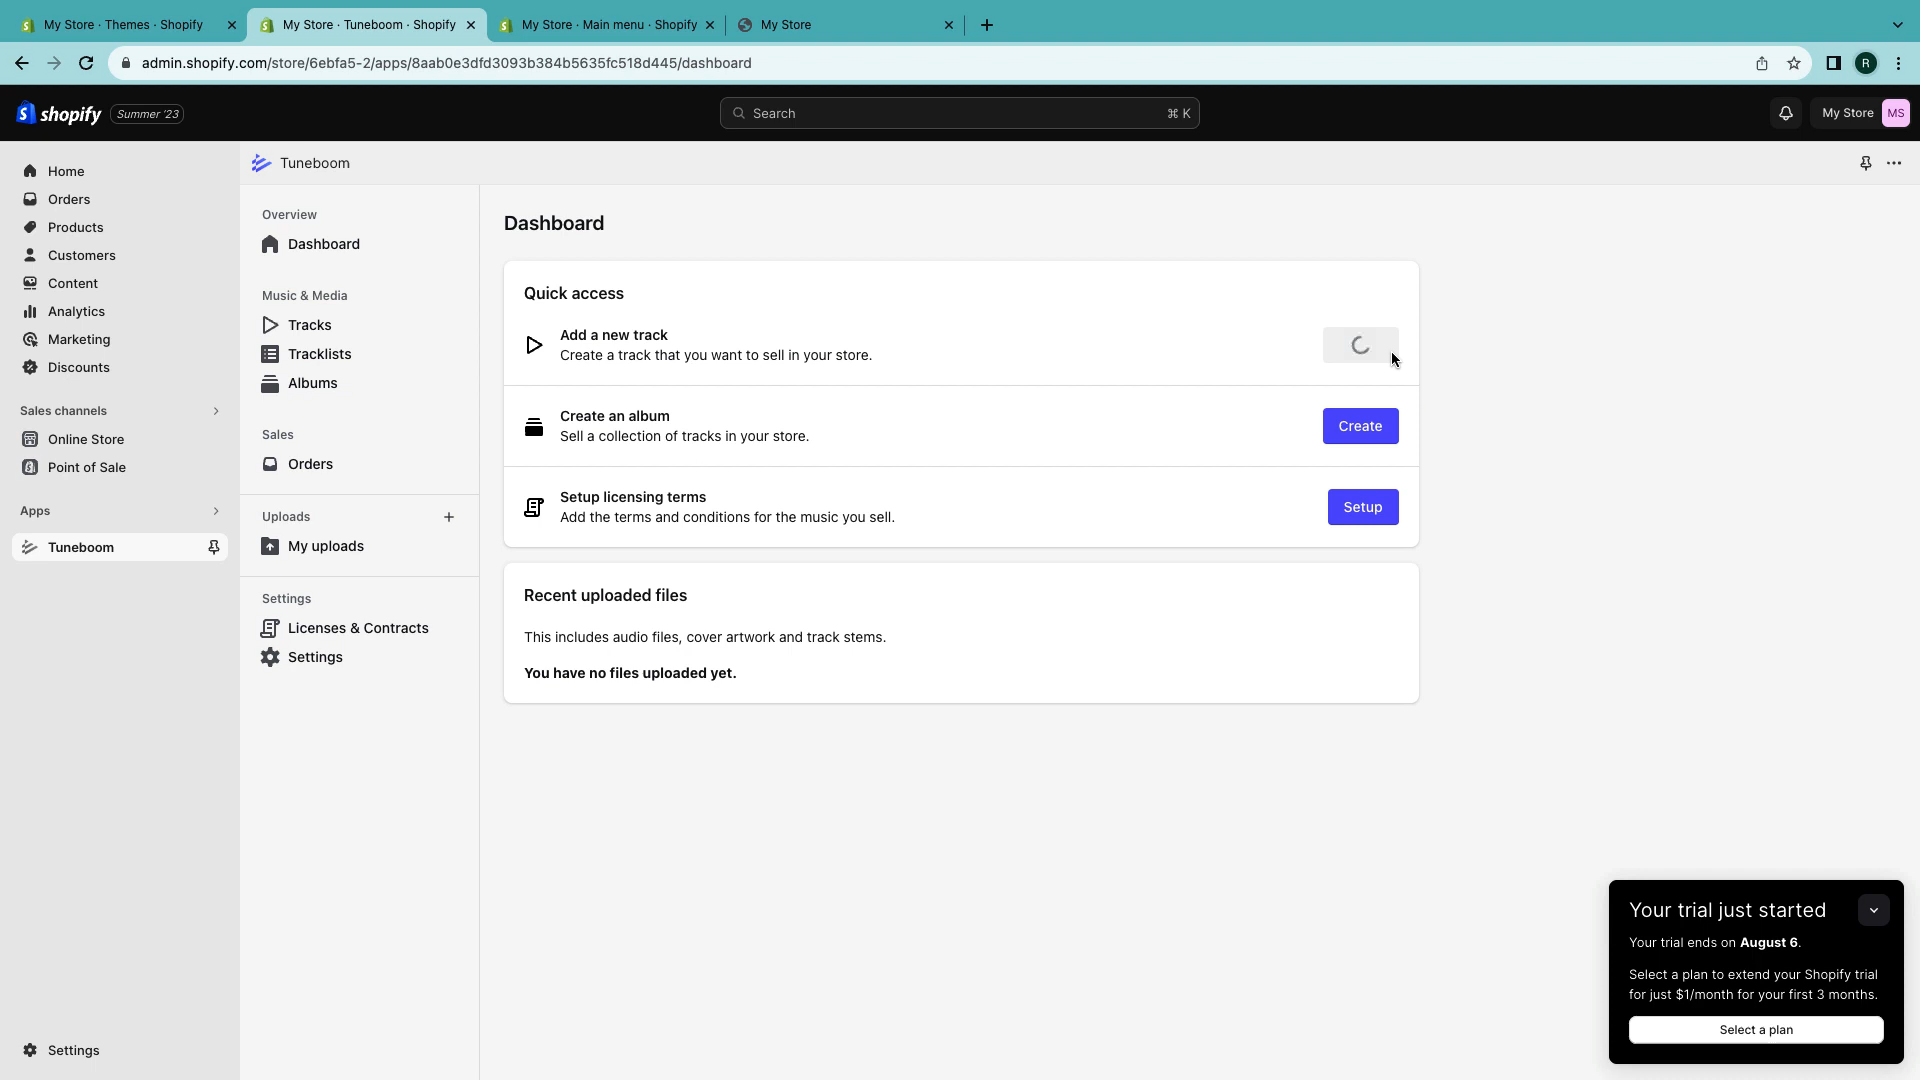 My Store · Themes · Shopify
My Store · Tuneboom · Shopify
My Store · Main menu · Shopify
My Store
admin.shopify.com/store/6ebfa5-2/apps/8aab0e3dfd3093b384b5635fc518d445/dashboard
R
shopify
Summer '23
Search
⌘ K
My Store
MS
Home
Orders
Products
Customers
Content
Analytics
Marketing
Discounts
Sales channels
Online Store
Point of Sale
Apps
Tuneboom
Settings
Tuneboom
Overview
Dashboard
Music & Media
Tracks
Tracklists
Albums
Sales
Orders
Uploads
My uploads
Settings
Licenses & Contracts
Settings
Dashboard
Quick access
Add a new track
Create a track that you want to sell in your store.
Create an album
Sell a collection of tracks in your store.
Create
Setup licensing terms
Add the terms and conditions for the music you sell.
Setup
Recent uploaded files
This includes audio files, cover artwork and track stems.
You have no files uploaded yet.
Your trial just started
Your trial ends on August 6.
Select a plan to extend your Shopify trial
for just $1/month for your first 3 months.
Select a plan